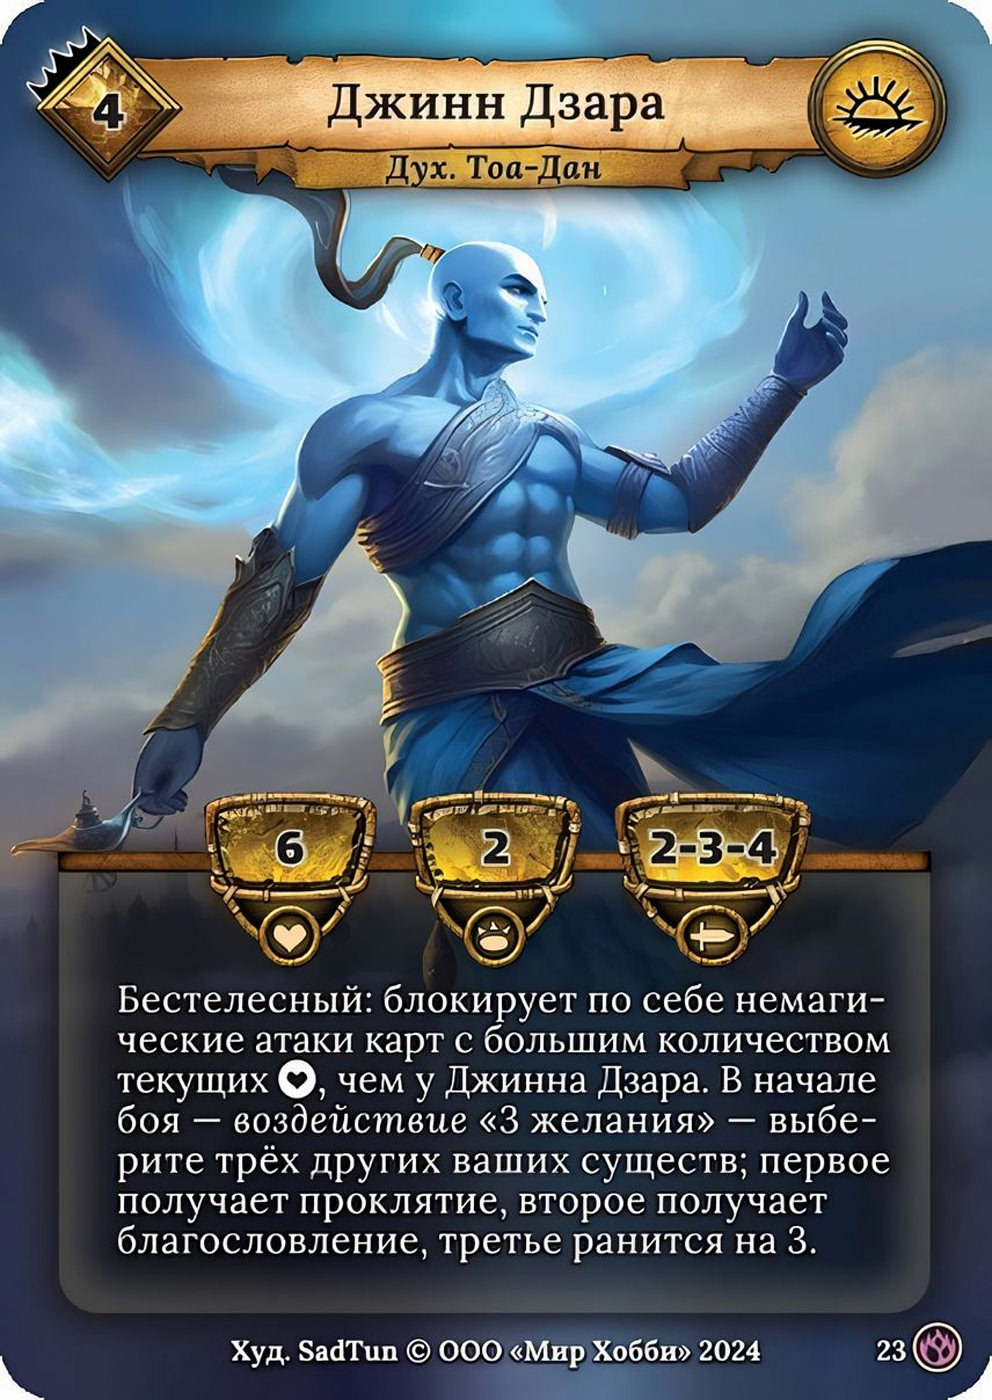 4
Джинн Дзара
Дух. Тоа-Дан
6
2
2-3-4
Бестелесный: блокирует по себе немаги-
ческие атаки карт с большим количеством
текущих , чем у Джинна Дзара. В начале
боя — воздействие «3 желания» — выбе-
рите трёх других ваших существ; первое
получает проклятие, второе получает
благословление, третье ранится на 3.
Худ. SadTun © ООО «Мир Хобби» 2024
23